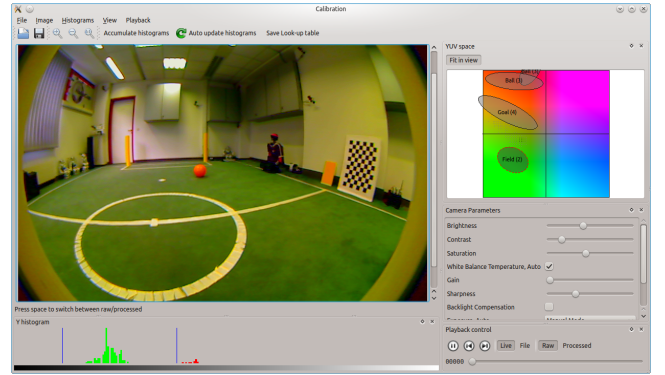 Calibration
File Image Histograms View Playback
Accumulate histograms Auto update histograms Save Look-up table
YUV space
Fit in view
Ball (3)
Goal (4)
Field (2)
Camera Parameters
Brightness
Contrast
Saturation
White Balance Temperature, Auto
Gain
Sharpness
Backlight Compensation
Press space to switch between raw/processed
Y histogram
Playback control
Live File Raw Processed
00000